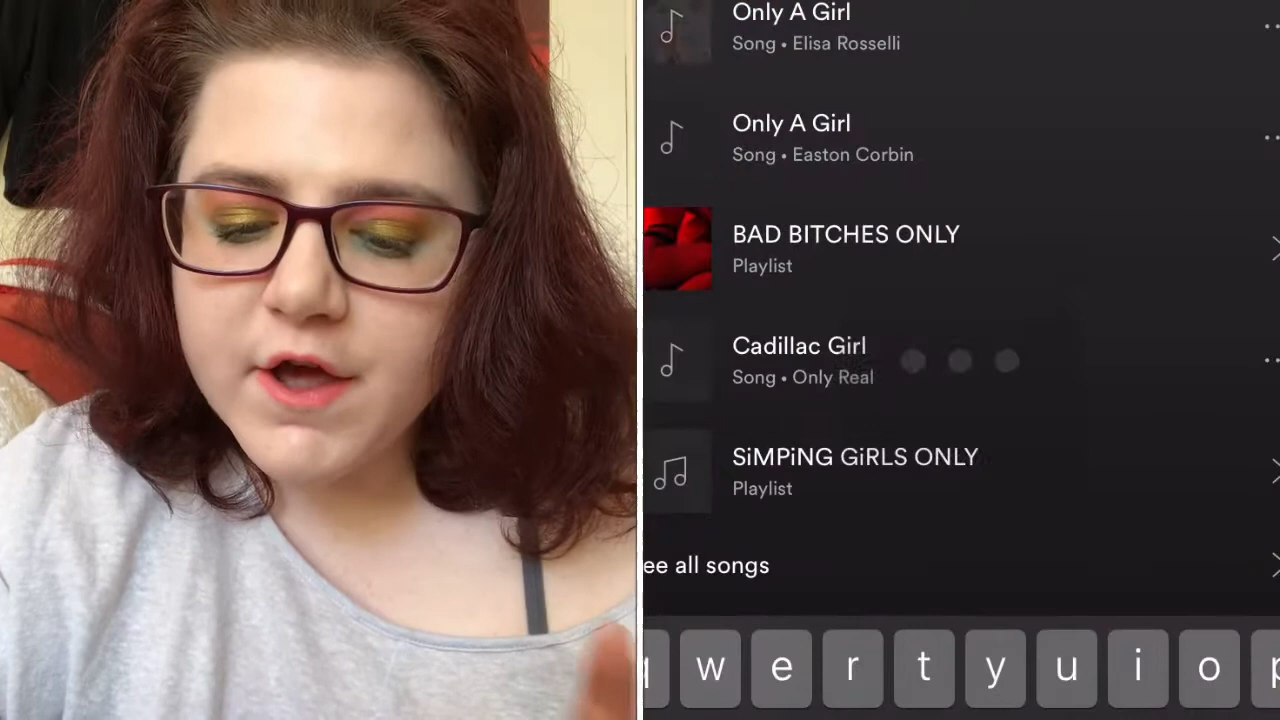 Only A Girl
Song • Elisa Rosselli
Only A Girl
Song • Easton Corbin
BAD BITCHES ONLY
Playlist
Cadillac Girl
Song • Only Real
SiMPiNG GiRLS ONLY
Playlist
ee all songs
q w e r t y u i o p